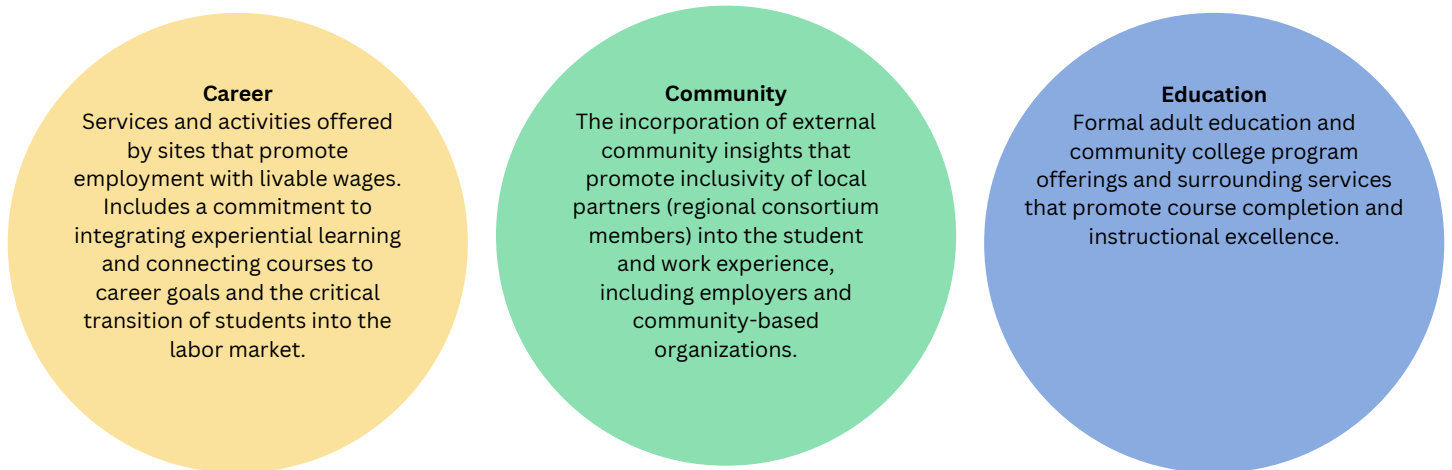 Career
Services and activities offered
by sites that promote
employment with livable wages.
Includes a commitment to
integrating experiential learning
and connecting courses to
career goals and the critical
transition of students into the
labor market.
Community
The incorporation of external
community insights that
promote inclusivity of local
partners (regional consortium
members) into the student
and work experience,
including employers and
community-based
organizations.
Education
Formal adult education and
community college program
offerings and surrounding services
that promote course completion and
instructional excellence.